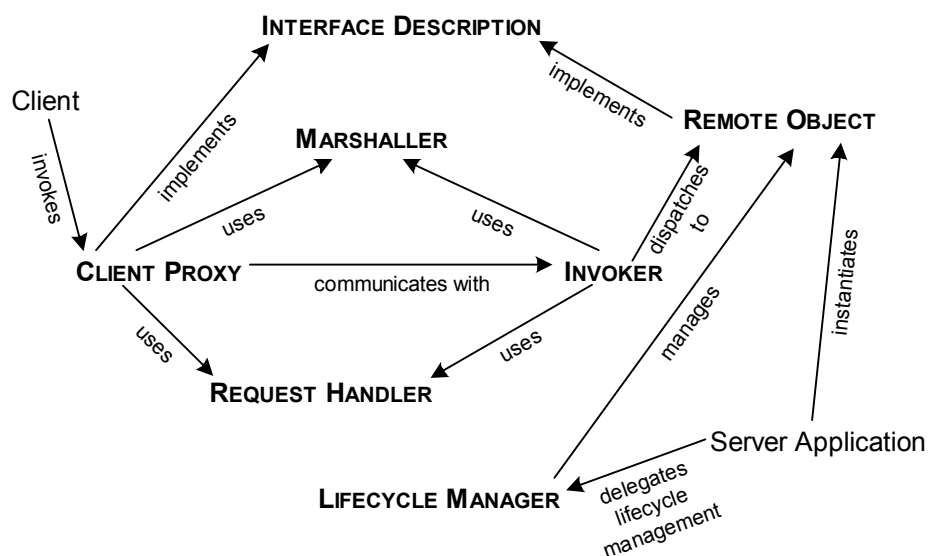 INTERFACE DESCRIPTION
Client
implements
REMOTE OBJECT
MARSHALLER
invokes
implements
uses
uses
dispatches
to
CLIENT PROXY
communicates with
INVOKER
instantiates
manages
uses
uses
REQUEST HANDLER
Server Application
LIFECYCLE MANAGER
delegates
lifecycle
management